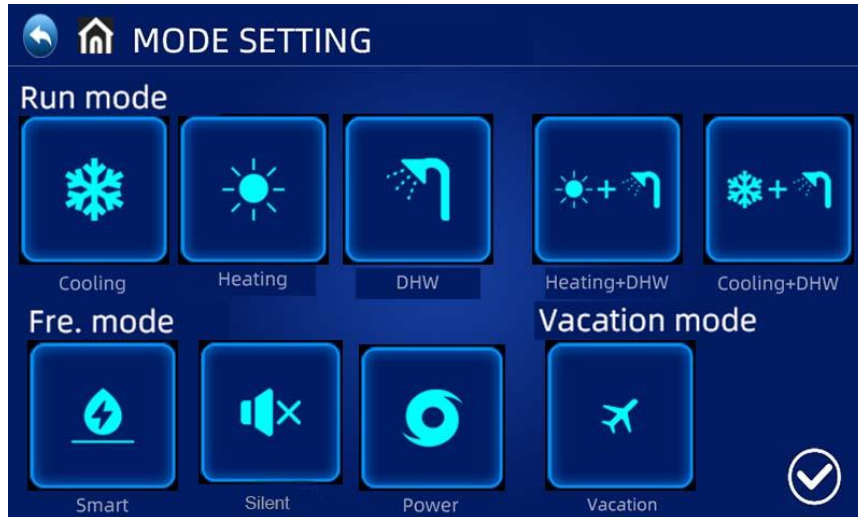 MODE SETTING
Run mode
Cooling Heating DHW Heating+DHW Cooling+DHW
Fre. mode Vacation mode
Smart Silent Power Vacation